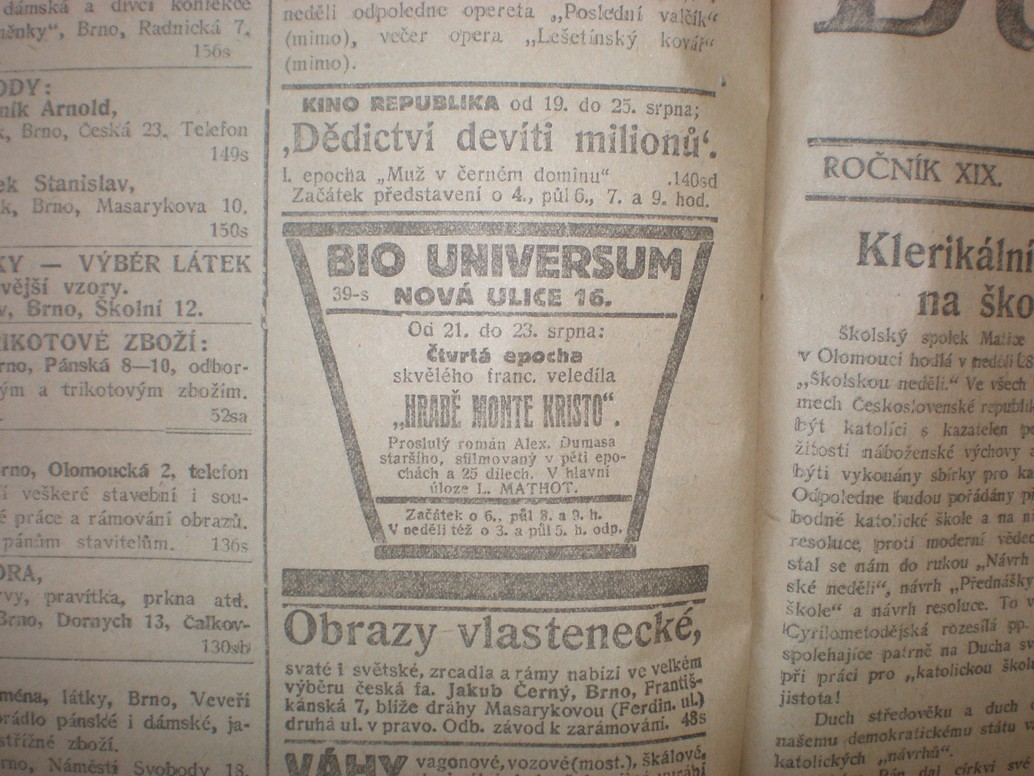 dámská a dívčí konfekce
Brno, Radnická 7.
156s
ODY:
ník Arnold,
Brno, Česká 23. Telefon
149s
ek Stanislav,
k, Brno, Masarykova 10.
150s
KY — VÝBĚR LÁTEK
vější vzory.
v, Brno, Školní 12.
RIKOTOVÉ ZBOŽÍ:
rno, Pánská 8—10, odbor-
ým a trikotovým zbožím.
52sa
rno, Olomoucká 2, telefon
í veškeré stavební i sou-
é práce a rámování obrazů.
pánům stavitelům. 136s
ORA,
vy, pravítka, prkna atd.
Brno, Dornych 13, Čalkov-
130sb
ména, látky, Brno, Veveří
prádlo pánské i dámské, ja-
střižné zboží.
rno, Náměstí Svobody 18.
neděli odpoledne opereta „Poslední valčík“
(mimo), večer opera „Lešetínský kovář“
(mimo).
KINO REPUBLIKA od 19. do 25. srpna;
‚Dědictví devíti milionů‘.
I. epocha „Muž v černém dominu“ .140sd
Začátek představení o 4., půl 6., 7. a 9. hod.
BIO UNIVERSUM
39-s NOVÁ ULICE 16.
Od 21. do 23. srpna:
čtvrtá epocha
skvělého franc. veledíla
„HRABĚ MONTE KRISTO“.
Proslulý román Alex. Dumasa
staršího, sfilmovaný v pěti epo-
chách a 25 dílech. V hlavní
úloze L. MATHOT.
Začátek o 6., půl 8. a 9. h.
V neděli též o 3. a půl 5. h. odp.
Obrazy vlastenecké,
svaté i světské, zrcadla a rámy nabízí ve velkém
výběru česká fa. Jakub Černý, Brno, Františ-
kánská 7, blíže dráhy Masarykovou (Ferdin. ul.)
druhá ul. v pravo. Odb. závod k zarámování. 48s
VÁHY vagonové, vozové (most.), škálové,
ROČNÍK XIX.
Klerikální
na ško
Školský spolek Matice
v Olomouci hodlá v neděli
„Školskou neděli.“ Ve všech
mech Československé republik
být katolíci s kazatelen
žitosti náboženské výchovy a
býti vykonány sbírky pro ka
Odpoledne budou pořádány př
bodné katolické škole a na
resoluce proti moderní vědec
stal se nám do rukou „Návrh
ské neděli“, návrh „Přednášky
škole“ a návrh resoluce. To
Cyrilometodějská rozesílá pp.
spolehajíce patrně na Ducha sv
při práci pro „katolickou škol
jistota!
Duch středověku a duch
našemu demokratickému státu
katolických „návrhů“.